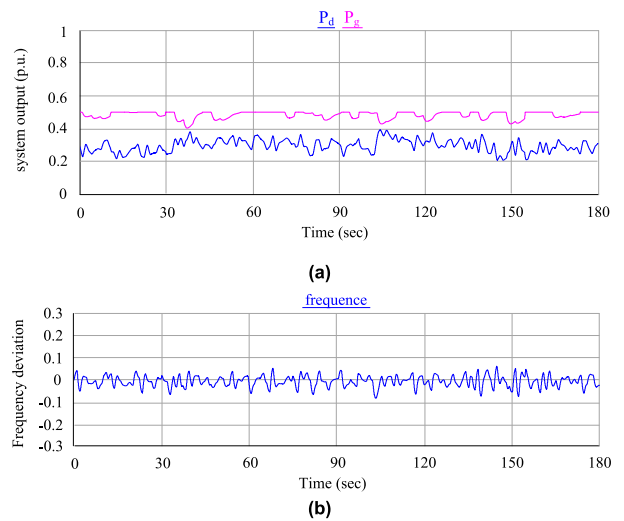 P_d P_g
system output (p.u.)
1
0.8
0.6
0.4
0.2
0
0 30 60 90 120 150 180
Time (sec)
(a)
frequence
Frequency deviation
0.3
0.2
0.1
0
-0.1
-0.2
-0.3
0 30 60 90 120 150 180
Time (sec)
(b)